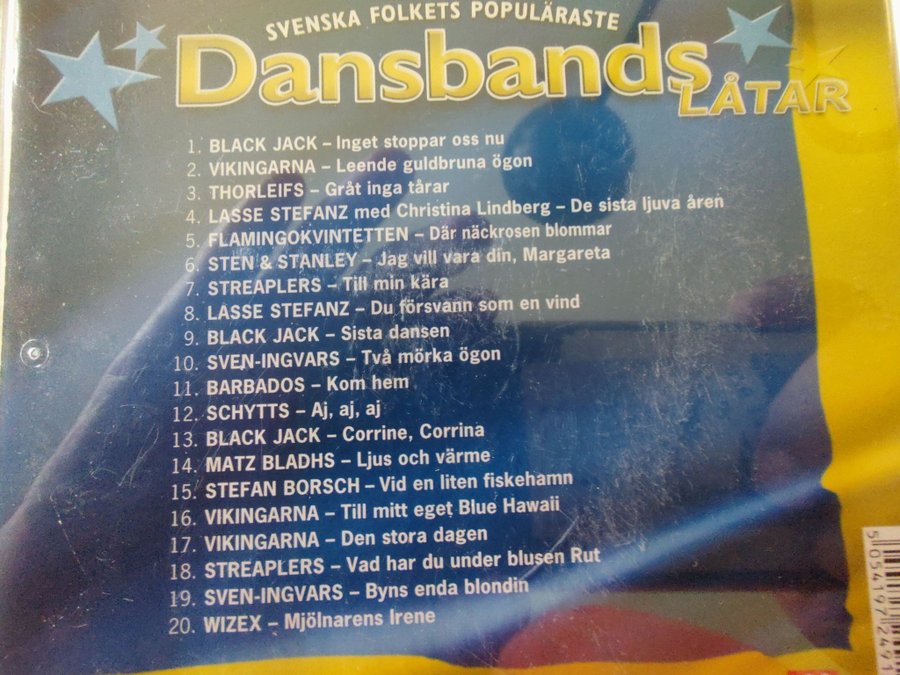 SVENSKA FOLKETS POPULÄRASTE
Dansbands
LÅTAR
1. BLACK JACK – Inget stoppar oss nu
2. VIKINGARNA – Leende guldbruna ögon
3. THORLEIFS – Gråt inga tårar
4. LASSE STEFANZ med Christina Lindberg – De sista ljuva åren
5. FLAMINGOKVINTETTEN – Där näckrosen blommar
6. STEN & STANLEY – Jag vill vara din, Margareta
7. STREAPLERS – Till min kära
8. LASSE STEFANZ – Du försvann som en vind
9. BLACK JACK – Sista dansen
10. SVEN-INGVARS – Två mörka ögon
11. BARBADOS – Kom hem
12. SCHYTTS – Aj, aj, aj
13. BLACK JACK – Corrine, Corrina
14. MATZ BLADHS – Ljus och värme
15. STEFAN BORSCH – Vid en liten fiskehamn
16. VIKINGARNA – Till mitt eget Blue Hawaii
17. VIKINGARNA – Den stora dagen
18. STREAPLERS – Vad har du under blusen Rut
19. SVEN-INGVARS – Byns enda blondin
20. WIZEX – Mjölnarens Irene
5 054197 2449